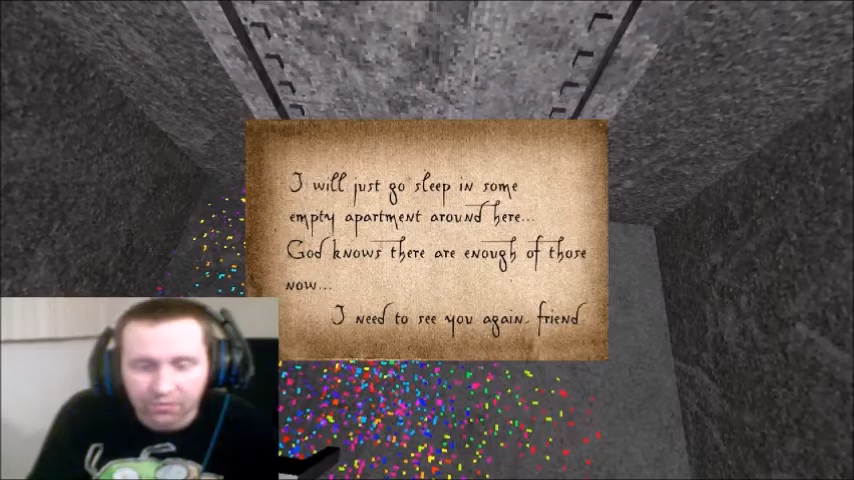 I will just go sleep in some
empty apartment around here...
God knows there are enough of those
now...
I need to see you again. friend